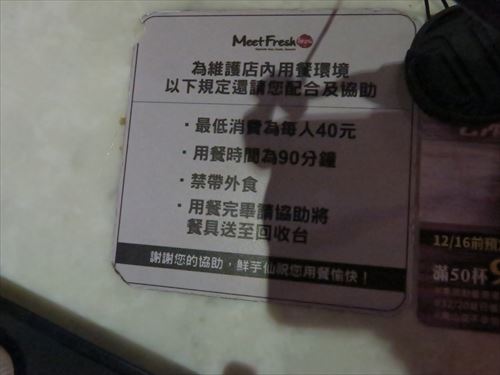 MeetFresh
為維護店內用餐環境
以下規定還請您配合及協助
・最低消費為每人40元
・用餐時間為90分鐘
・禁帶外食
・用餐完畢請協助將
餐具送至回收台
謝謝您的協助，鮮芋仙祝您用餐愉快！
12/16前預
滿50杯